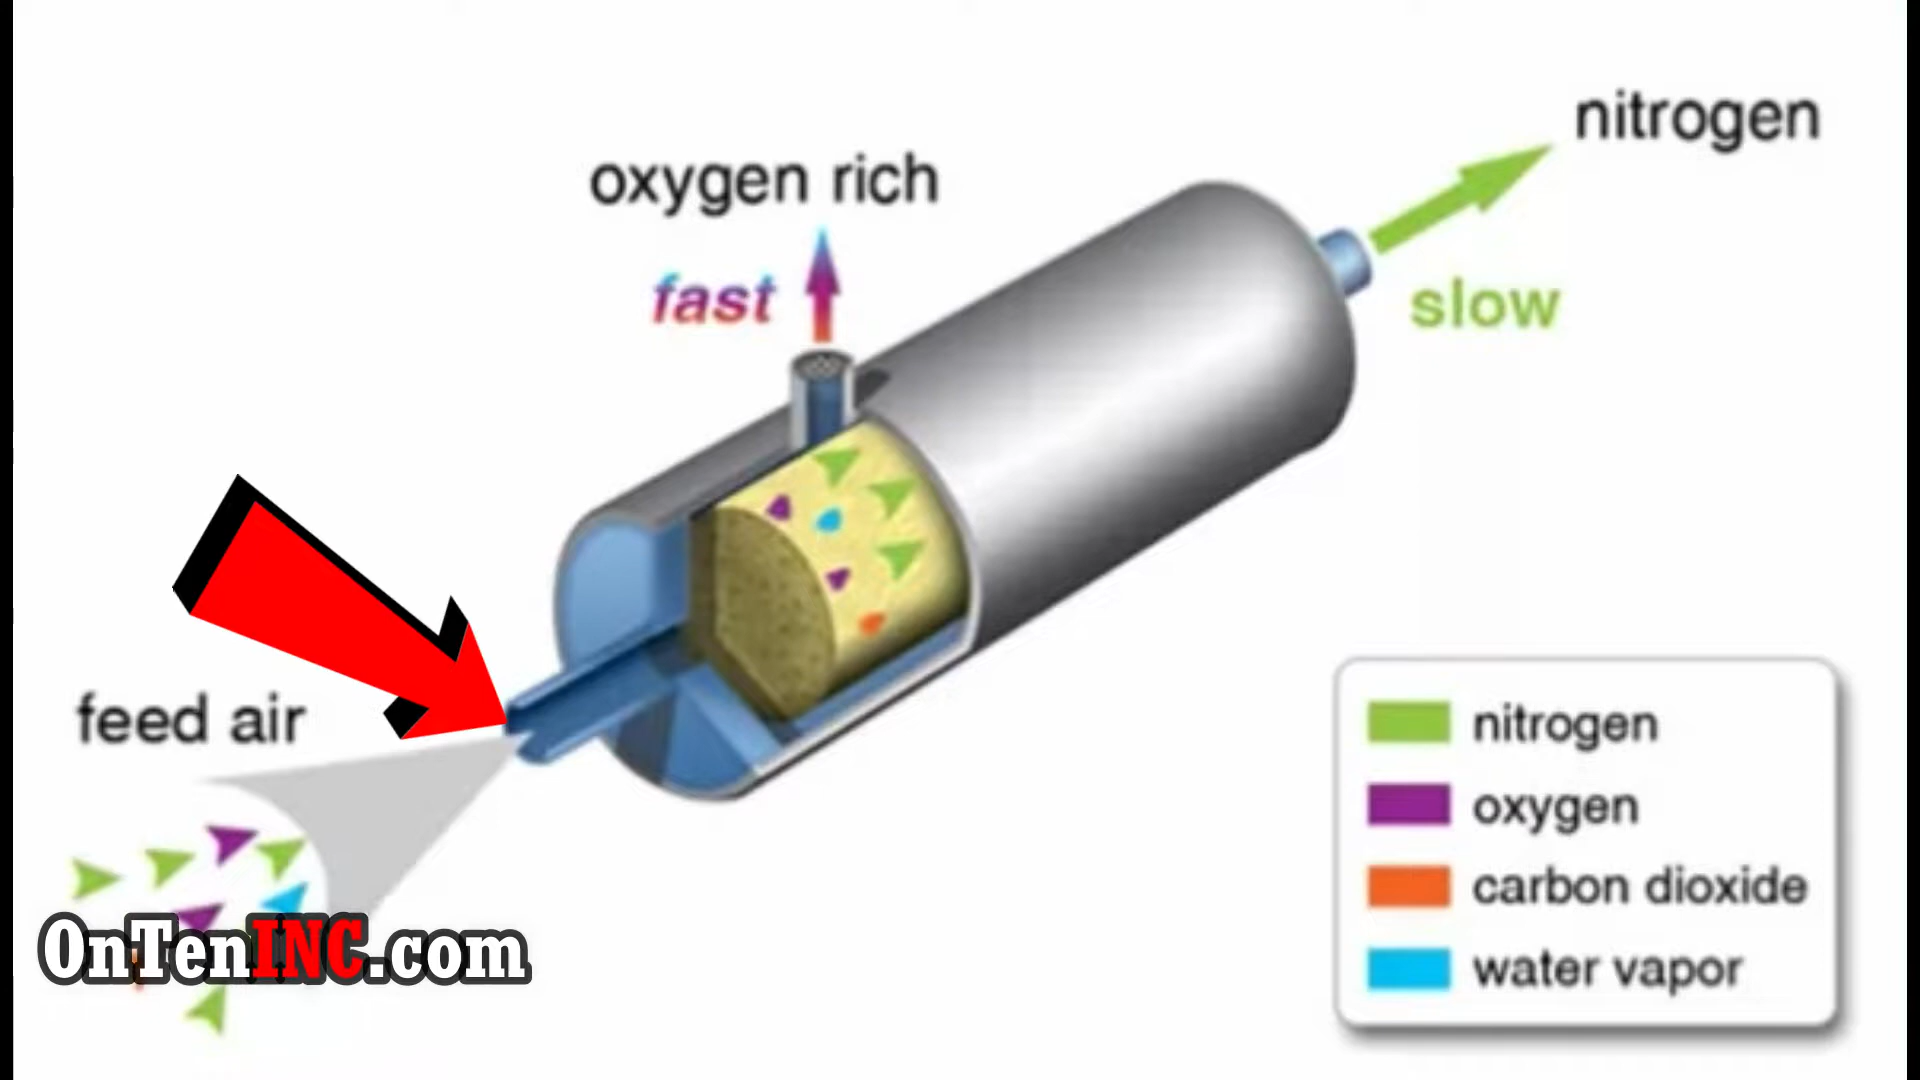 nitrogen
oxygen rich
fast
slow
feed air
nitrogen
oxygen
carbon dioxide
water vapor
OnTenINC.com